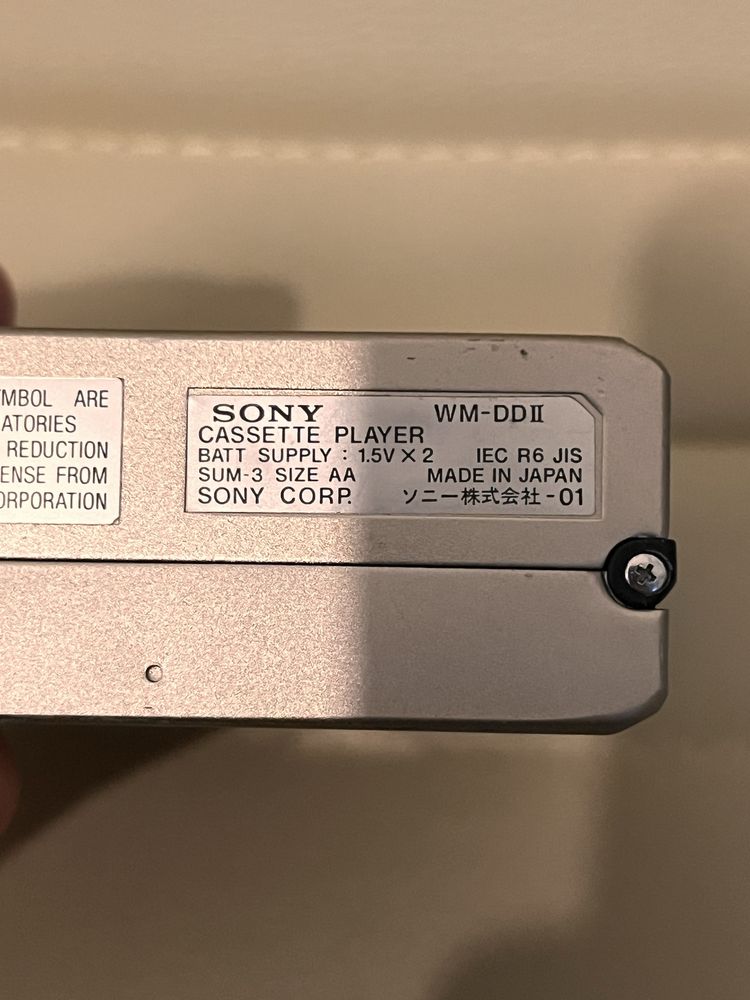 YMBOL ARE
ATORIES
REDUCTION
ENSE FROM
ORPORATION
SONY WM-DDII
CASSETTE PLAYER
BATT SUPPLY : 1.5V×2 IEC R6 JIS
SUM-3 SIZE AA MADE IN JAPAN
SONY CORP. ソニー株式会社-01